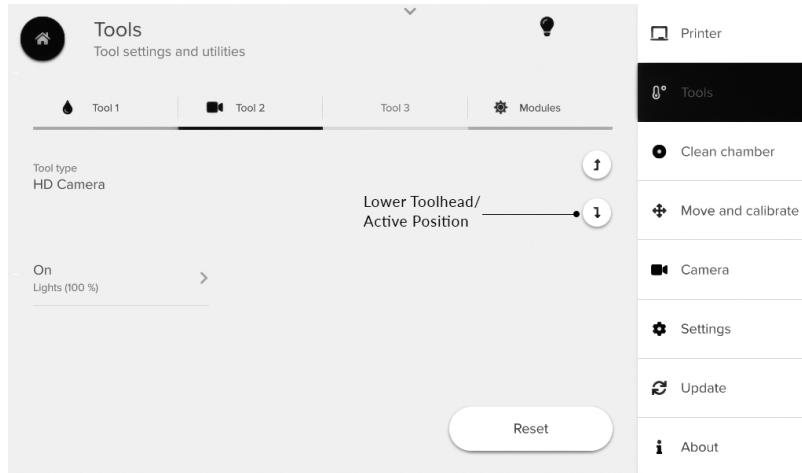 Tools
Tool settings and utilities
Tool 1
Tool 2
Tool 3
Modules
Tool type
HD Camera
Lower Toolhead/
Active Position
On
Lights (100 %)
Reset
Printer
Tools
Clean chamber
Move and calibrate
Camera
Settings
Update
About